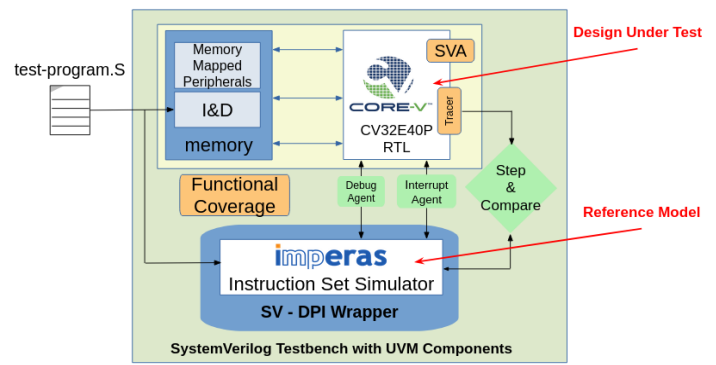 Design Under Test
SVA
Memory
Mapped
Peripherals
test-program.S
I&D
CORE-V™
Tracer
CV32E40P
RTL
memory
Step
&
Compare
Functional
Coverage
Debug
Agent
Interrupt
Agent
Reference Model
imperas
Instruction Set Simulator
SV - DPI Wrapper
SystemVerilog Testbench with UVM Components